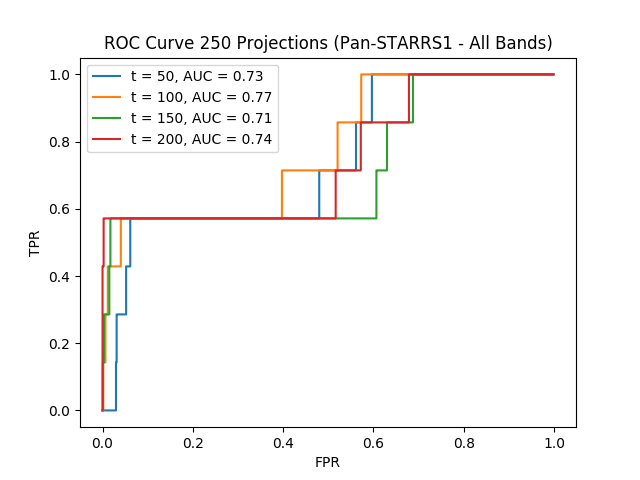 ROC Curve 250 Projections (Pan-STARRS1 - All Bands)
t = 50, AUC = 0.73
t = 100, AUC = 0.77
t = 150, AUC = 0.71
t = 200, AUC = 0.74
1.0
0.8
0.6
0.4
0.2
0.0
TPR
0.0 0.2 0.4 0.6 0.8 1.0
FPR